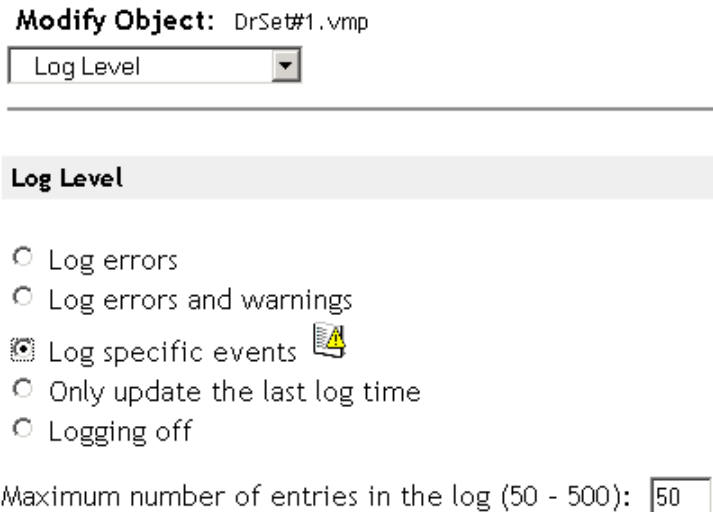 Modify Object: DrSet#1.vmp
Log Level
Log Level
Log errors
Log errors and warnings
Log specific events
Only update the last log time
Logging off
Maximum number of entries in the log (50 - 500): 50